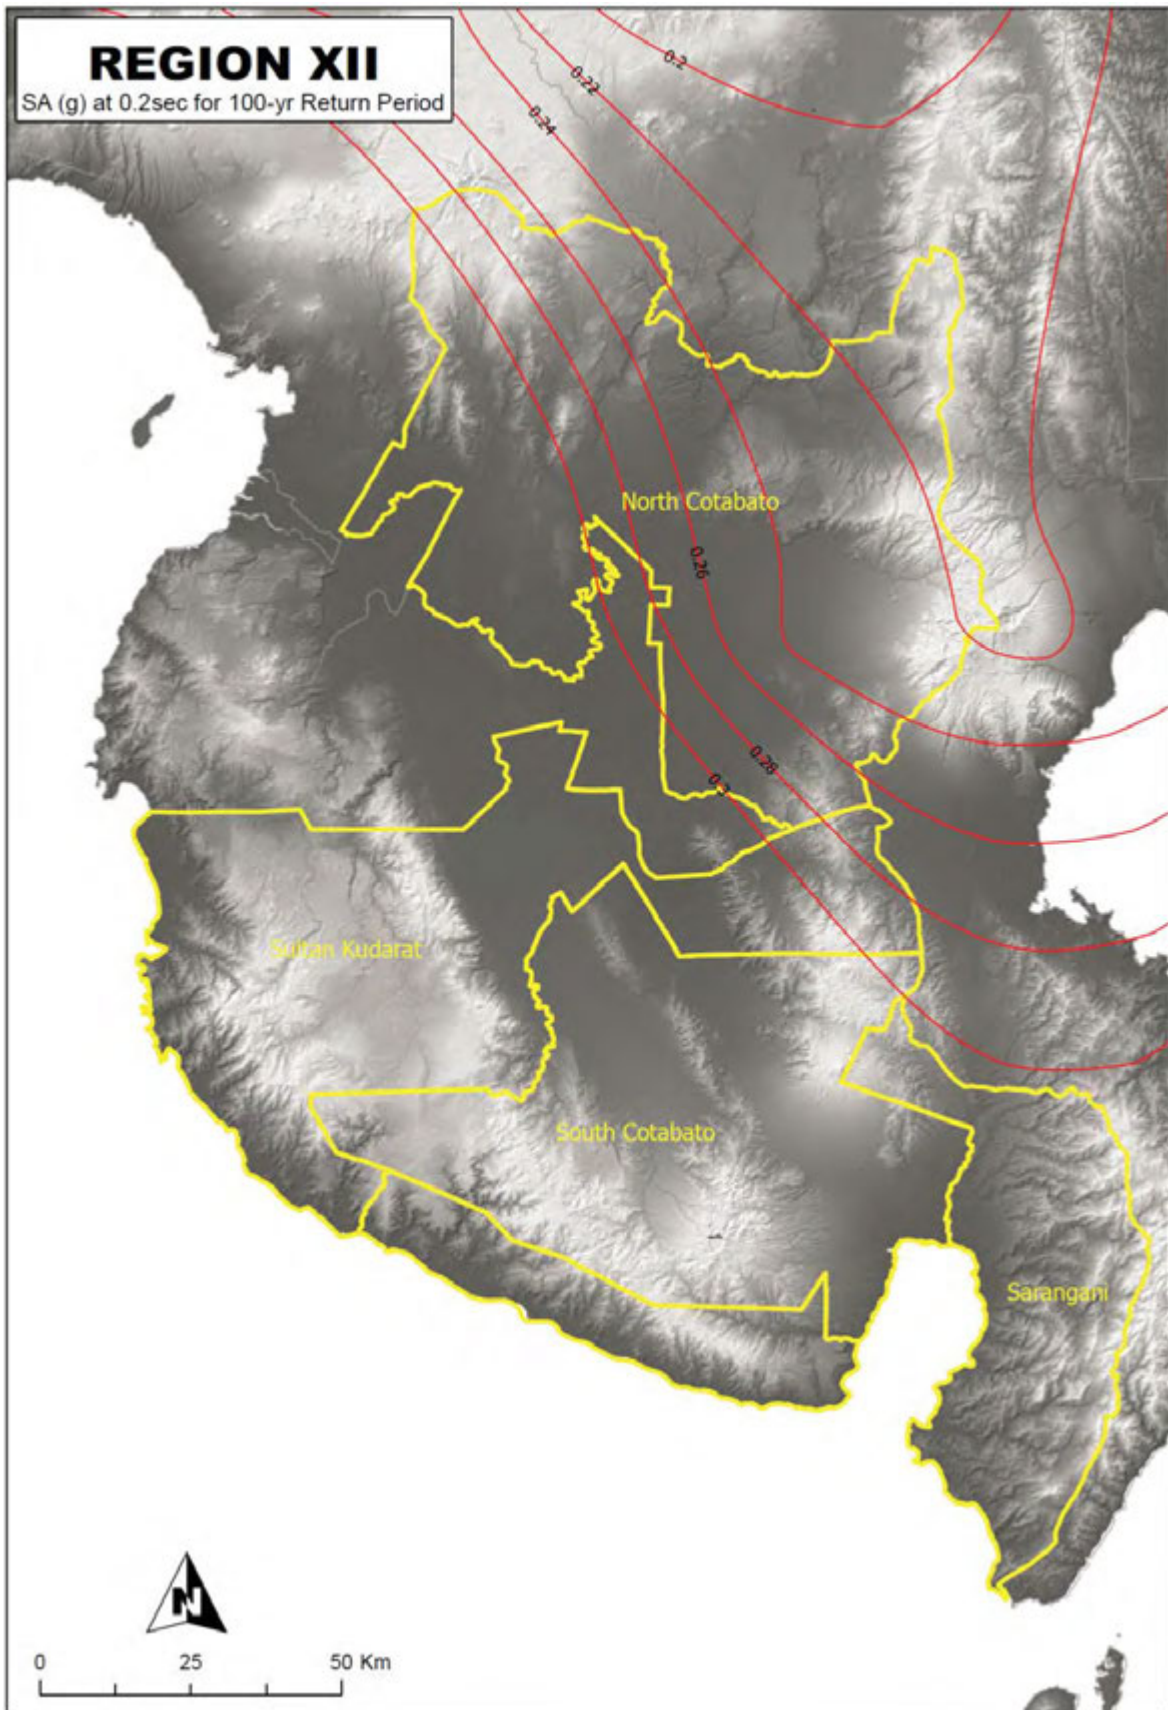 REGION XII
SA (g) at 0.2sec for 100-yr Return Period
0.2
0.22
0.24
North Cotabato
0.26
0.28
0.3
Sultan Kudarat
South Cotabato
1
Sarangani
N
0 25 50 Km